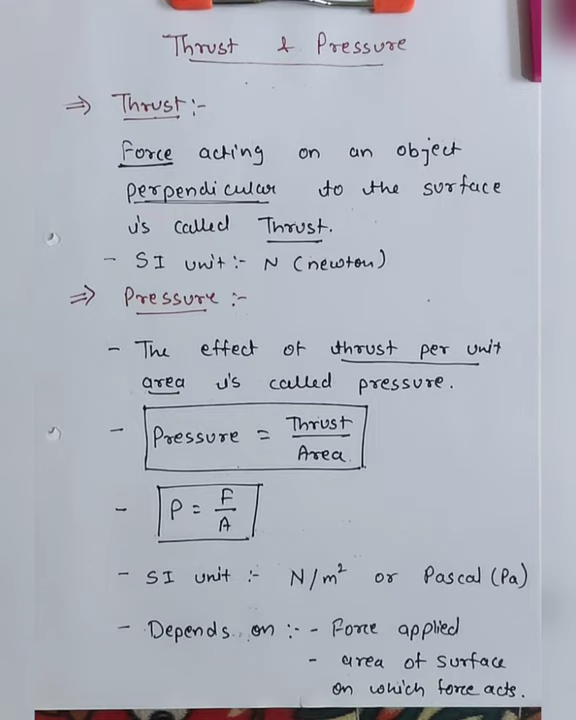 Thrust & Pressure
⇒ Thrust :-
Force acting on an object
perpendicular to the surface
is called Thrust.
- SI unit :- N (newton)
⇒ Pressure :-
- The effect of thrust per unit
area is called pressure.
- Pressure = Thrust / Area
- P = F / A
- SI unit :- N/m² or Pascal (Pa)
- Depends on :- - Force applied
- area of surface
on which force acts.